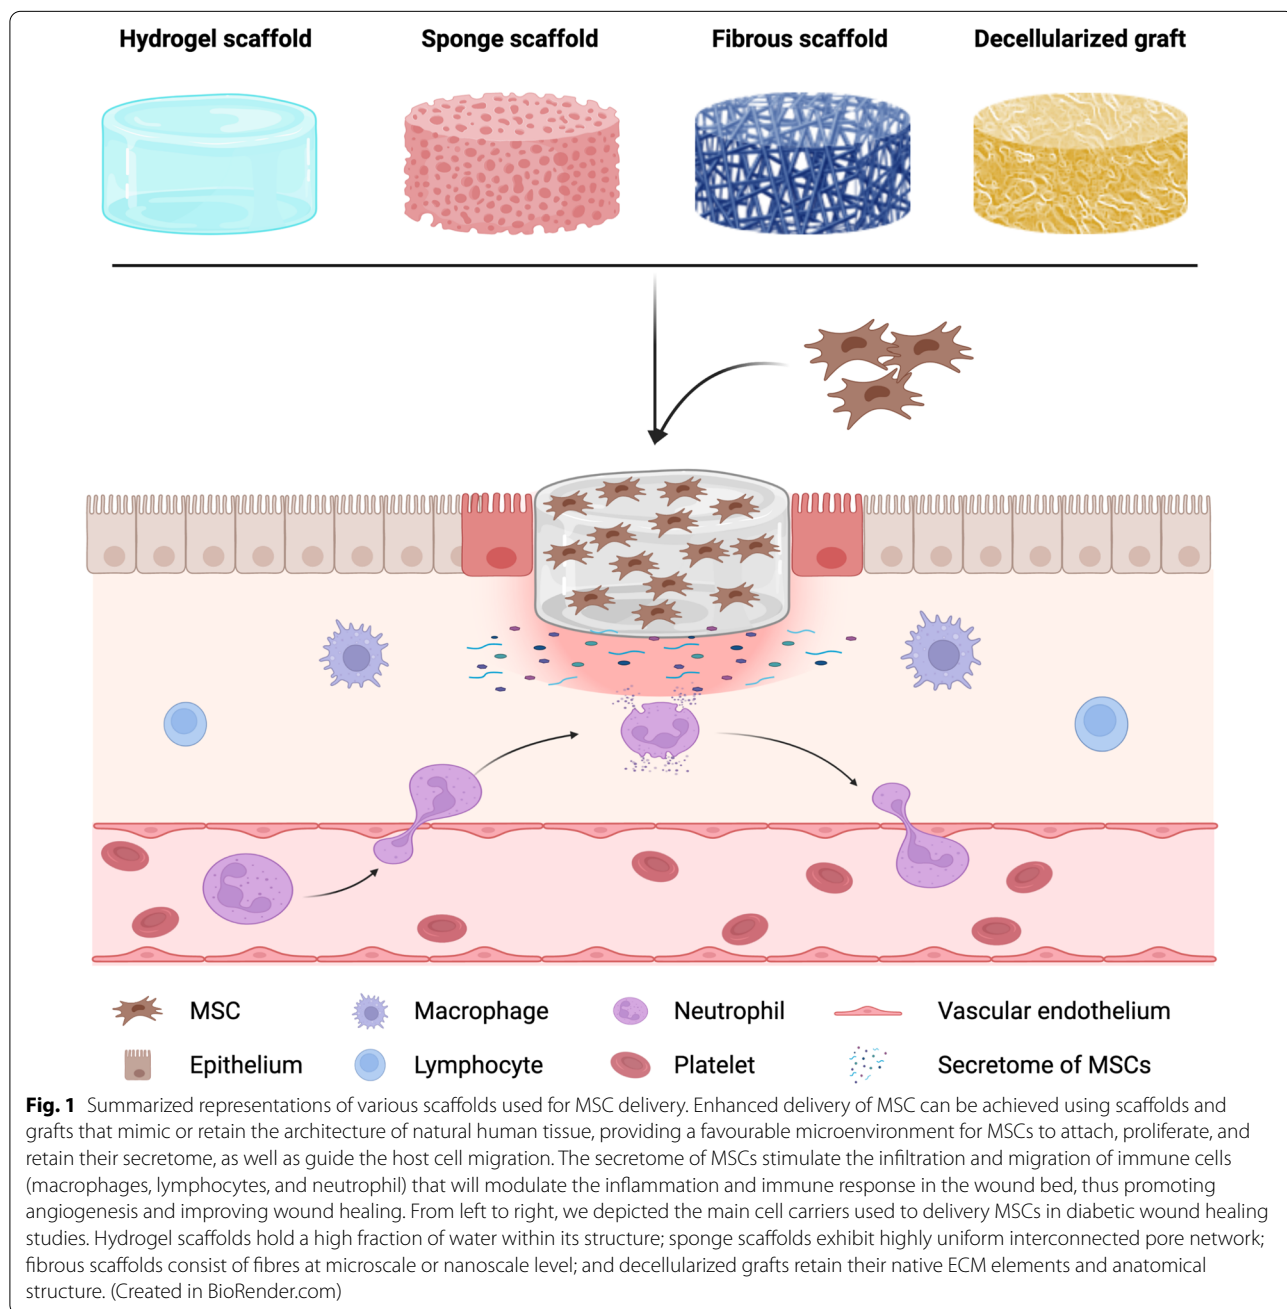 Hydrogel scaffold Sponge scaffold Fibrous scaffold Decellularized graft
MSC Macrophage Neutrophil Vascular endothelium
Epithelium Lymphocyte Platelet Secretome of MSCs
Fig. 1 Summarized representations of various scaffolds used for MSC delivery. Enhanced delivery of MSC can be achieved using scaffolds and
grafts that mimic or retain the architecture of natural human tissue, providing a favourable microenvironment for MSCs to attach, proliferate, and
retain their secretome, as well as guide the host cell migration. The secretome of MSCs stimulate the infiltration and migration of immune cells
(macrophages, lymphocytes, and neutrophil) that will modulate the inflammation and immune response in the wound bed, thus promoting
angiogenesis and improving wound healing. From left to right, we depicted the main cell carriers used to delivery MSCs in diabetic wound healing
studies. Hydrogel scaffolds hold a high fraction of water within its structure; sponge scaffolds exhibit highly uniform interconnected pore network;
fibrous scaffolds consist of fibres at microscale or nanoscale level; and decellularized grafts retain their native ECM elements and anatomical
structure. (Created in BioRender.com)